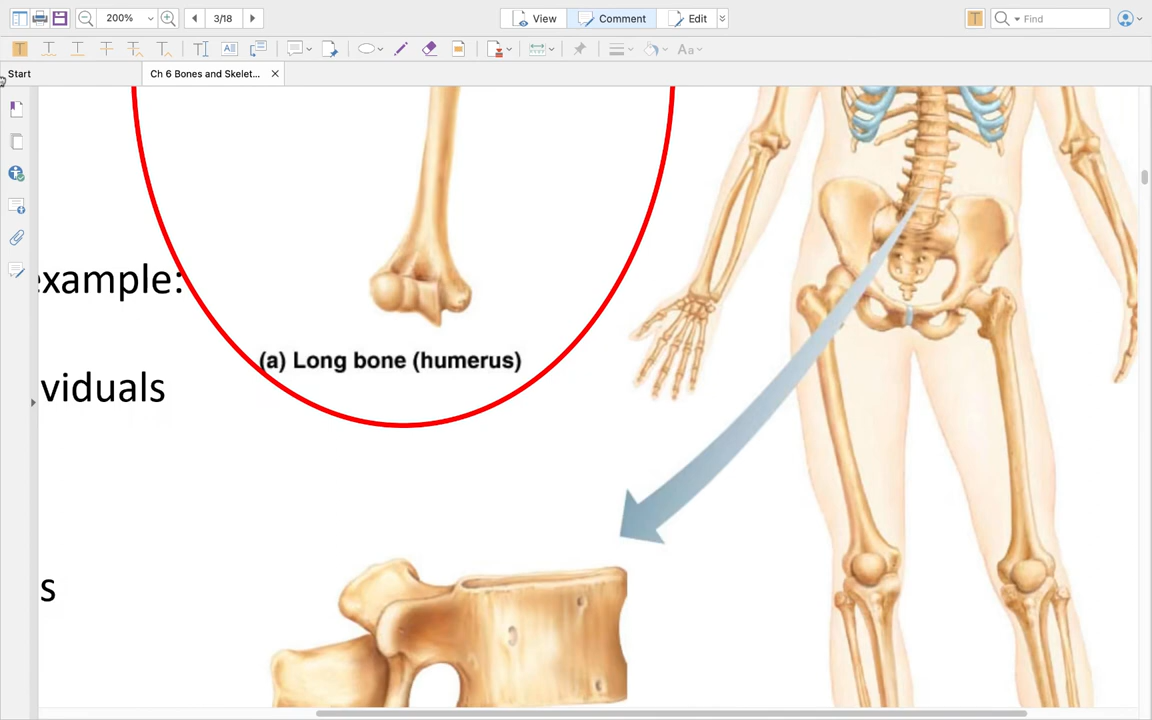 200%
3/18
View
Comment
Edit
Find
Start
Ch 6 Bones and Skelet...
example:
(a) Long bone (humerus)
viduals
s